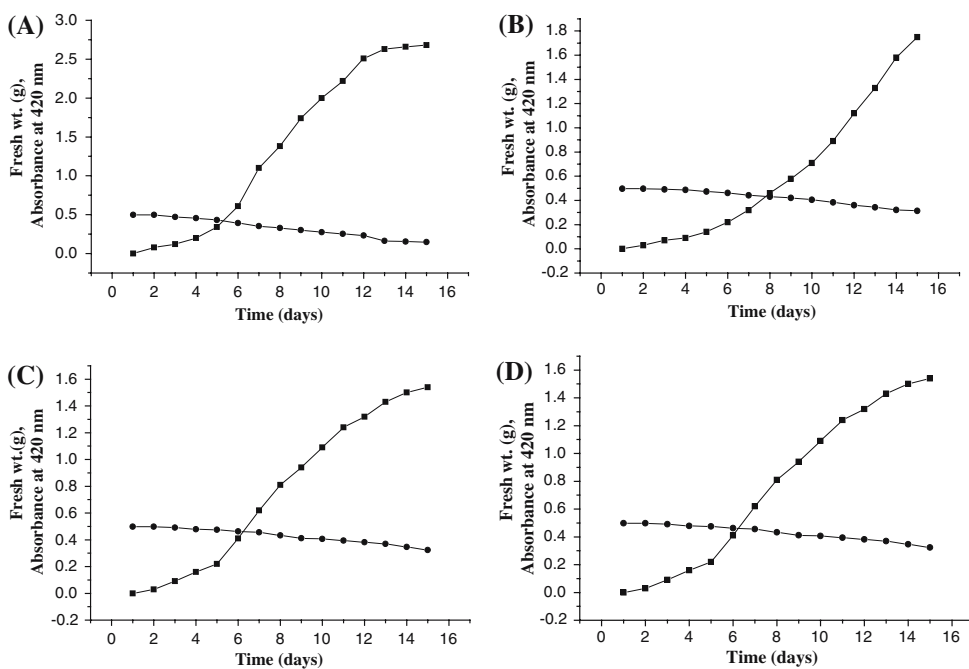 (A)
3.0
2.5
2.0
1.5
1.0
0.5
0.0
Fresh wt. (g),
Absorbance at 420 nm
0 2 4 6 8 10 12 14 16
Time (days)
(B)
1.8
1.6
1.4
1.2
1.0
0.8
0.6
0.4
0.2
0.0
-0.2
Fresh wt. (g),
Absorbance at 420 nm
0 2 4 6 8 10 12 14 16
Time (days)
(C)
1.6
1.4
1.2
1.0
0.8
0.6
0.4
0.2
0.0
-0.2
Fresh wt.(g),
Absorbance at 420 nm
0 2 4 6 8 10 12 14 16
Time (days)
(D)
1.6
1.4
1.2
1.0
0.8
0.6
0.4
0.2
0.0
-0.2
Fresh wt. (g),
Absorbance at 420 nm
0 2 4 6 8 10 12 14 16
Time (days)